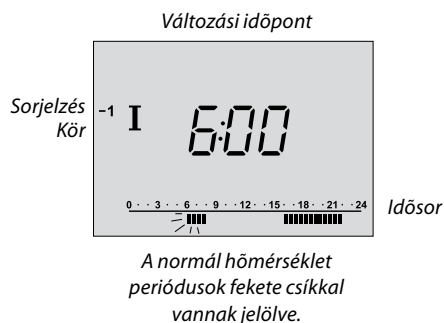 Változási időpont
Sorjelzés
Kör
-1 I 6:00
Idősor
0 · · 3 · · 6 · · 9 · · 12 · · 15 · · 18 · · 21 · · 24
A normál hőmérséklet
periódusok fekete csíkkal
vannak jelölve.